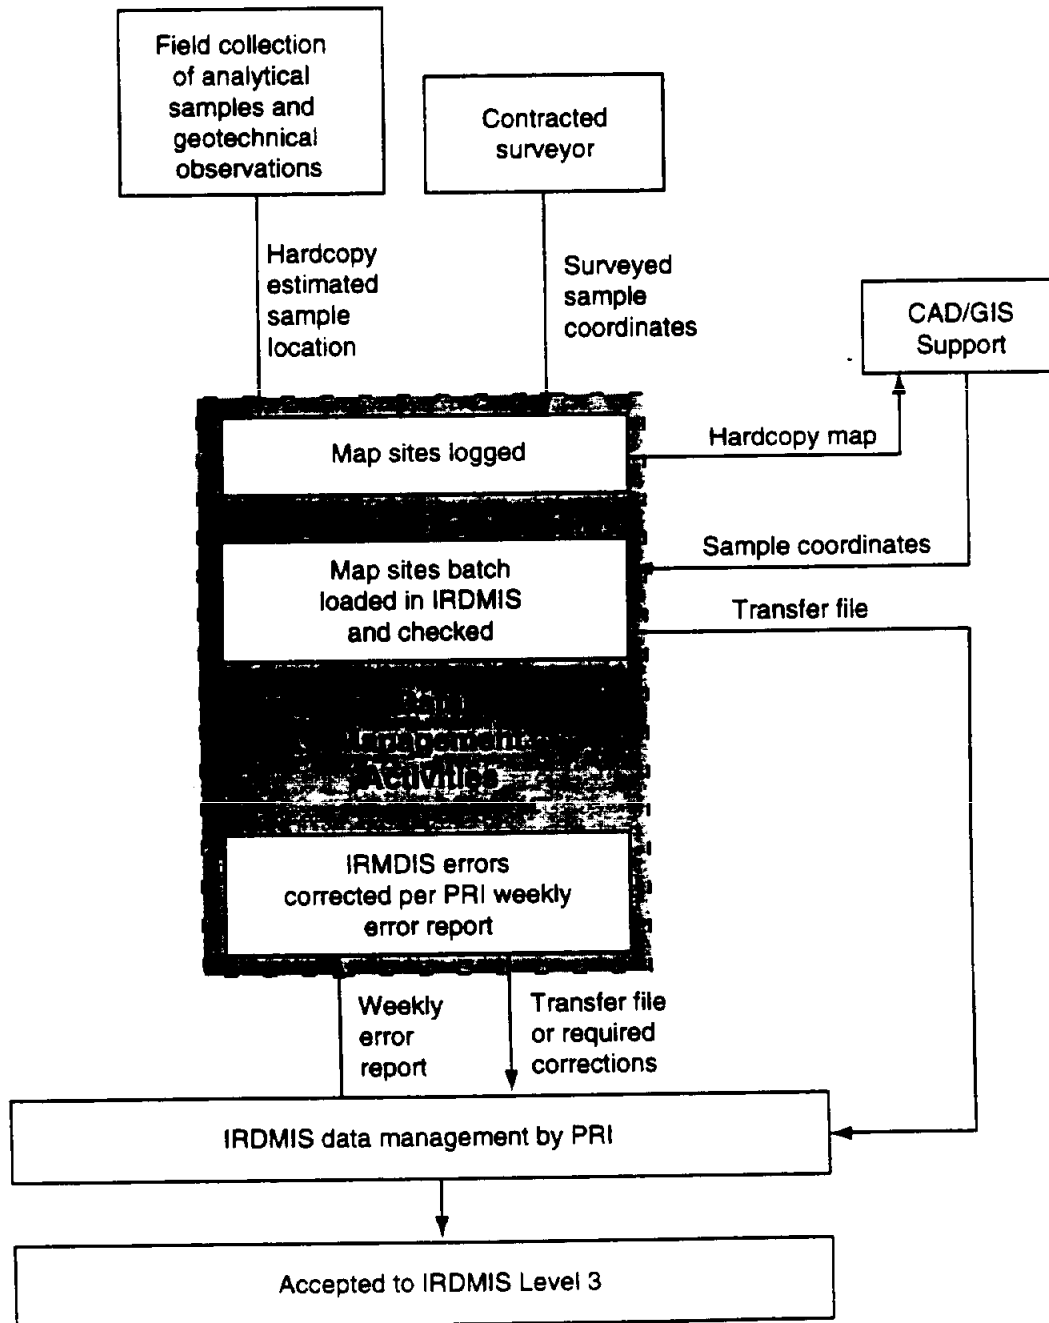 Field collection
of analytical
samples and
geotechnical
observations
Contracted
surveyor
Hardcopy
estimated
sample
location
Surveyed
sample
coordinates
CAD/GIS
Support
Map sites logged
Hardcopy map
Sample coordinates
Map sites batch
loaded in IRDMIS
and checked
Transfer file
Management
Activities
IRMDIS errors
corrected per PRI weekly
error report
Weekly
error
report
Transfer file
or required
corrections
IRDMIS data management by PRI
Accepted to IRDMIS Level 3